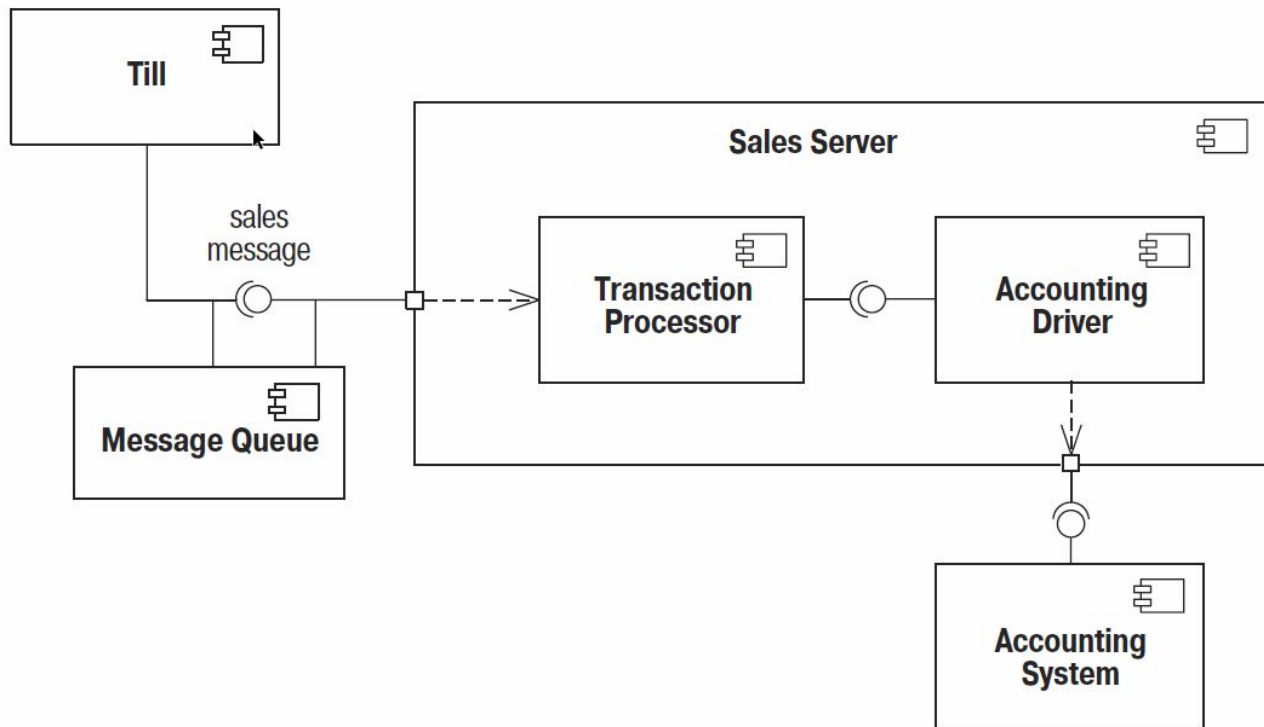 Till
Sales Server
sales
message
Transaction
Processor
Accounting
Driver
Message Queue
Accounting
System